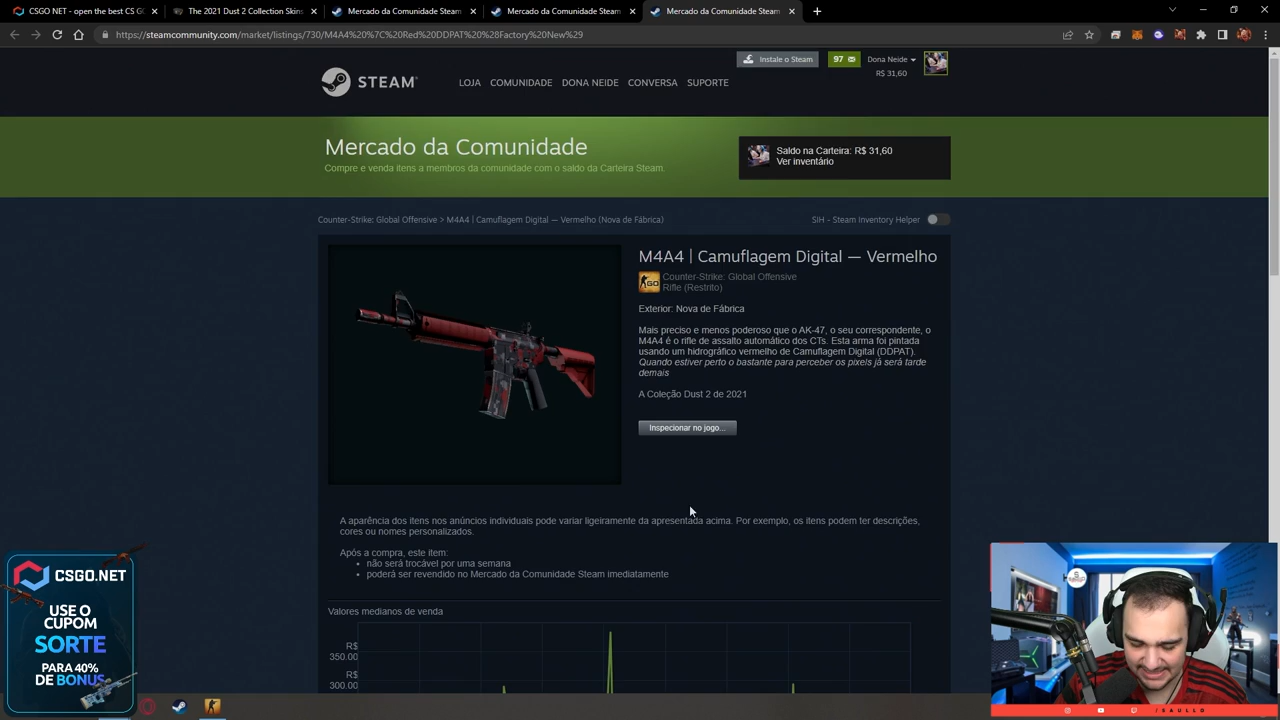 CSGO NET - open the best CS GO
The 2021 Dust 2 Collection Skins
Mercado da Comunidade Steam
Mercado da Comunidade Steam
Mercado da Comunidade Steam
https://steamcommunity.com/market/listings/730/M4A4%20%7C%20Red%20DDPAT%20%28Factory%20New%29
STEAM
LOJA COMUNIDADE DONA NEIDE CONVERSA SUPORTE
Instale o Steam
97
Dona Neide
R$ 31,60
Mercado da Comunidade
Compre e venda itens a membros da comunidade com o saldo da Carteira Steam.
Saldo na Carteira: R$ 31,60
Ver inventário
Counter-Strike: Global Offensive > M4A4 | Camuflagem Digital — Vermelho (Nova de Fábrica)
SIH - Steam Inventory Helper
M4A4 | Camuflagem Digital — Vermelho
Counter-Strike: Global Offensive
Rifle (Restrito)
Exterior: Nova de Fábrica
Mais preciso e menos poderoso que o AK-47, o seu correspondente, o
M4A4 é o rifle de assalto automático dos CTs. Esta arma foi pintada
usando um hidrográfico vermelho de Camuflagem Digital (DDPAT).
Quando estiver perto o bastante para perceber os pixels já será tarde
demais
A Coleção Dust 2 de 2021
Inspecionar no jogo...
A aparência dos itens nos anúncios individuais pode variar ligeiramente da apresentada acima. Por exemplo, os itens podem ter descrições,
cores ou nomes personalizados.
Após a compra, este item:
não será trocável por uma semana
poderá ser revendido no Mercado da Comunidade Steam imediatamente
Valores medianos de venda
R$
350.00
R$
300.00
CSGO.NET
USE O
CUPOM
SORTE
PARA 40%
DE BONUS
/SAULLO